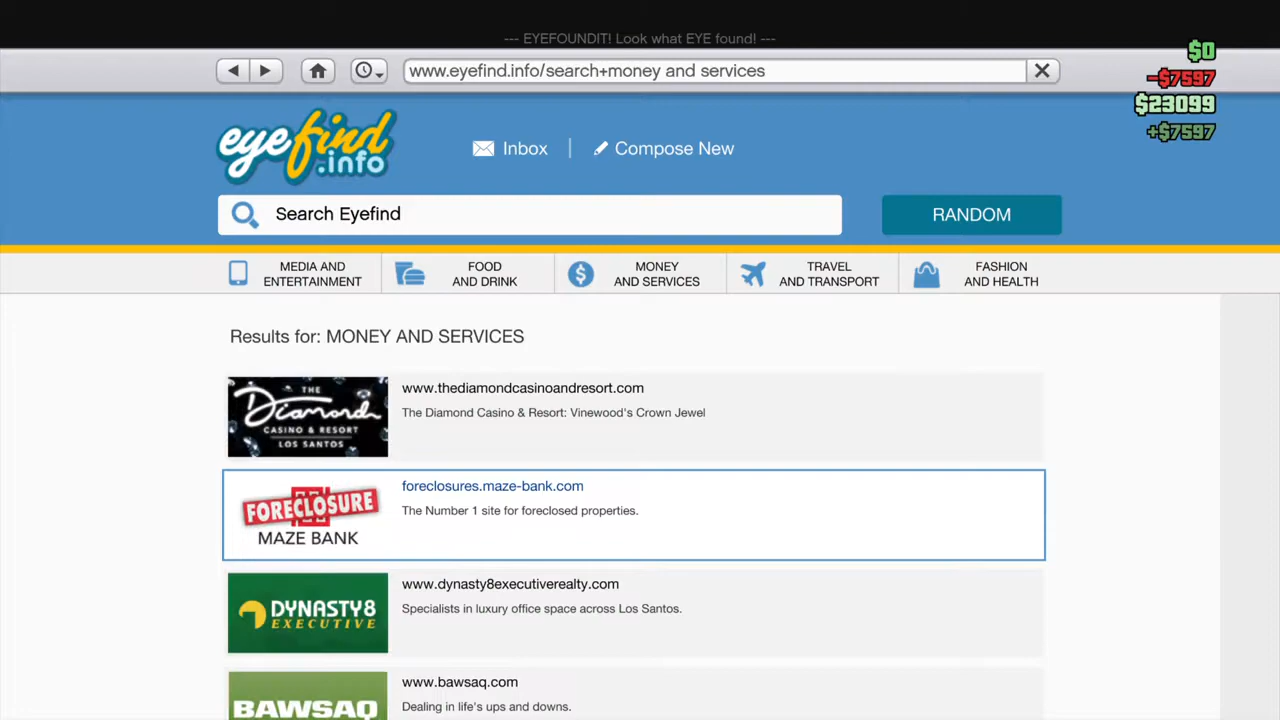 --- EYEFOUNDIT! Look what EYE found! ---
$0
www.eyefind.info/search+money and services
-$7597
$23099
+$7597
eyefind
.info
Inbox
Compose New
Search Eyefind
RANDOM
MEDIA AND
ENTERTAINMENT
FOOD
AND DRINK
MONEY
AND SERVICES
TRAVEL
AND TRANSPORT
FASHION
AND HEALTH
Results for: MONEY AND SERVICES
THE
Diamond
CASINO & RESORT
LOS SANTOS
www.thediamondcasinoandresort.com
The Diamond Casino & Resort: Vinewood's Crown Jewel
FORECLOSURE
MAZE BANK
foreclosures.maze-bank.com
The Number 1 site for foreclosed properties.
DYNASTY8
EXECUTIVE
www.dynasty8executiverealty.com
Specialists in luxury office space across Los Santos.
BAWSAQ
www.bawsaq.com
Dealing in life's ups and downs.